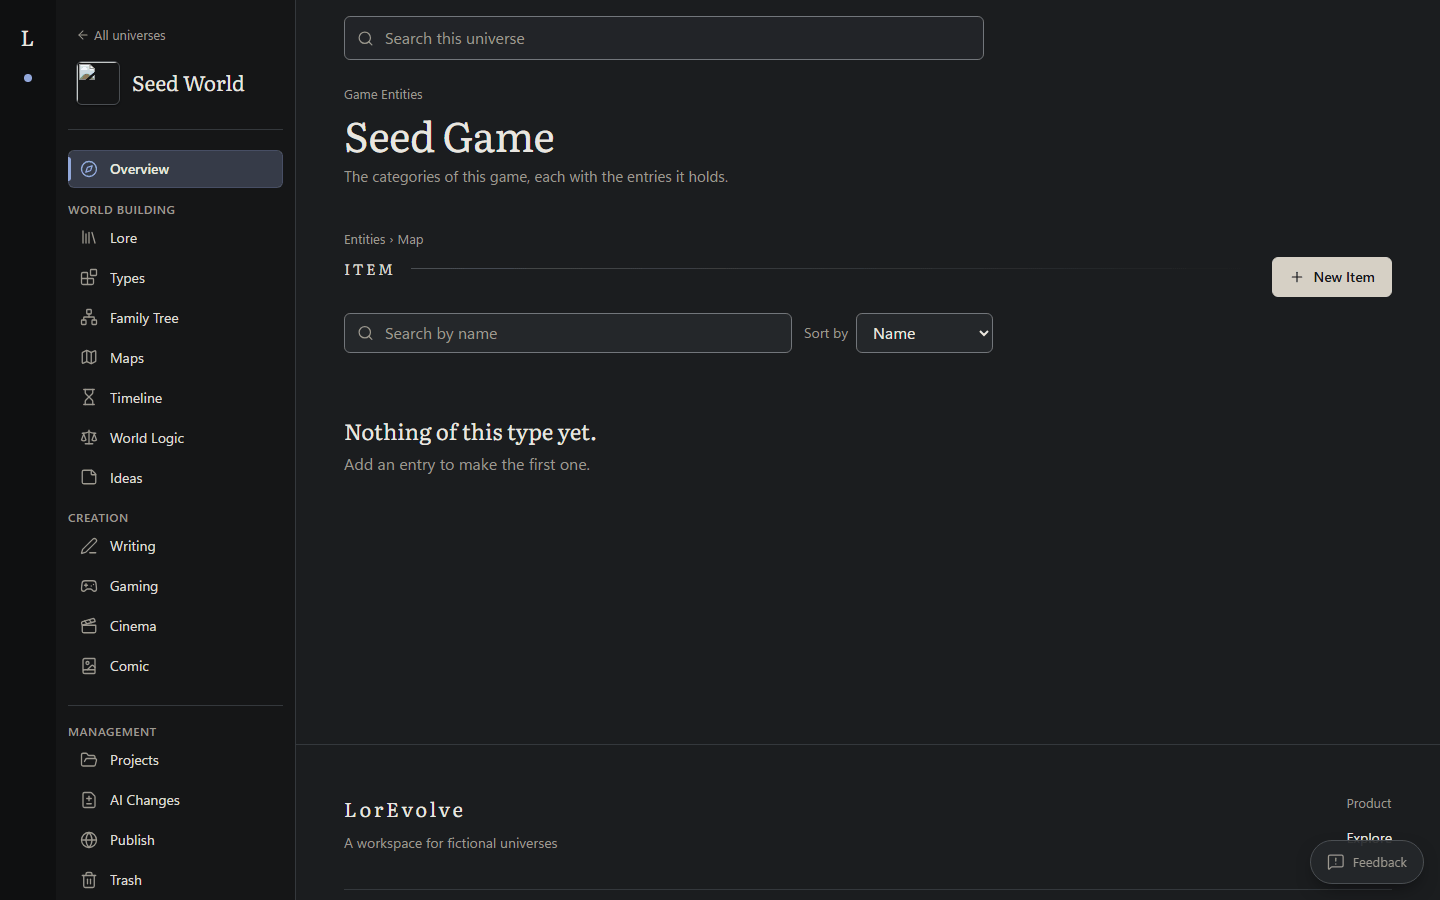 L
All universes
Seed World
Overview
WORLD BUILDING
Lore
Types
Family Tree
Maps
Timeline
World Logic
Ideas
CREATION
Writing
Gaming
Cinema
Comic
MANAGEMENT
Projects
AI Changes
Publish
Trash
Search this universe
Game Entities
Seed Game
The categories of this game, each with the entries it holds.
Entities › Map
ITEM
New Item
Search by name
Sort by
Name
Nothing of this type yet.
Add an entry to make the first one.
LorEvolve
A workspace for fictional universes
Product
Explore
Feedback